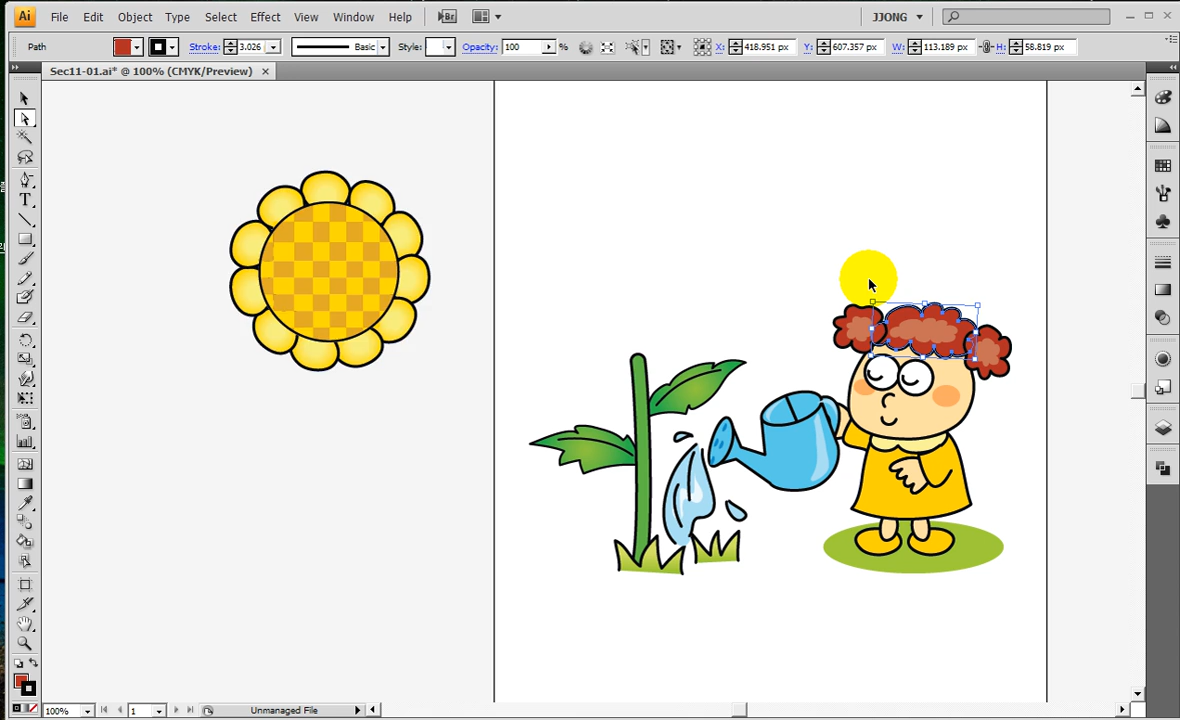 Ai File Edit Object Type Select Effect View Window Help Br JJONG
Path Stroke: 3.026 Basic Style: Opacity: 100 % X: 418.951 px Y: 607.357 px W: 113.189 px H: 58.819 px
Sec11-01.ai* @ 100% (CMYK/Preview) ×
T
100% 1 Unmanaged File